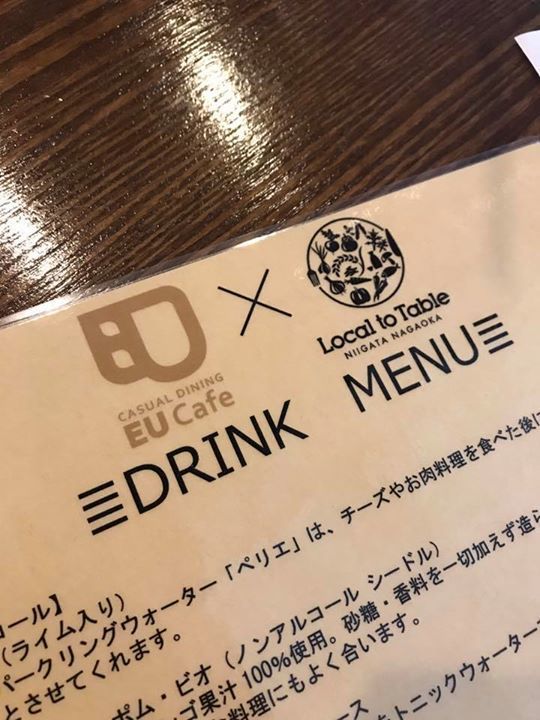 CASUAL DINING
EU Cafe
×
Local to Table
NIIGATA NAGAOKA
DRINK MENU
コール】
(ライム入り)
パークリングウォーター「ペリエ」は、チーズやお肉料理を食べた後に
とさせてくれます。
ポム・ビオ(ノンアルコール シードル)
ゴ果汁100%使用。砂糖・香料を一切加えず造ら
料理にもよく合います。
ース
トニックウォーター